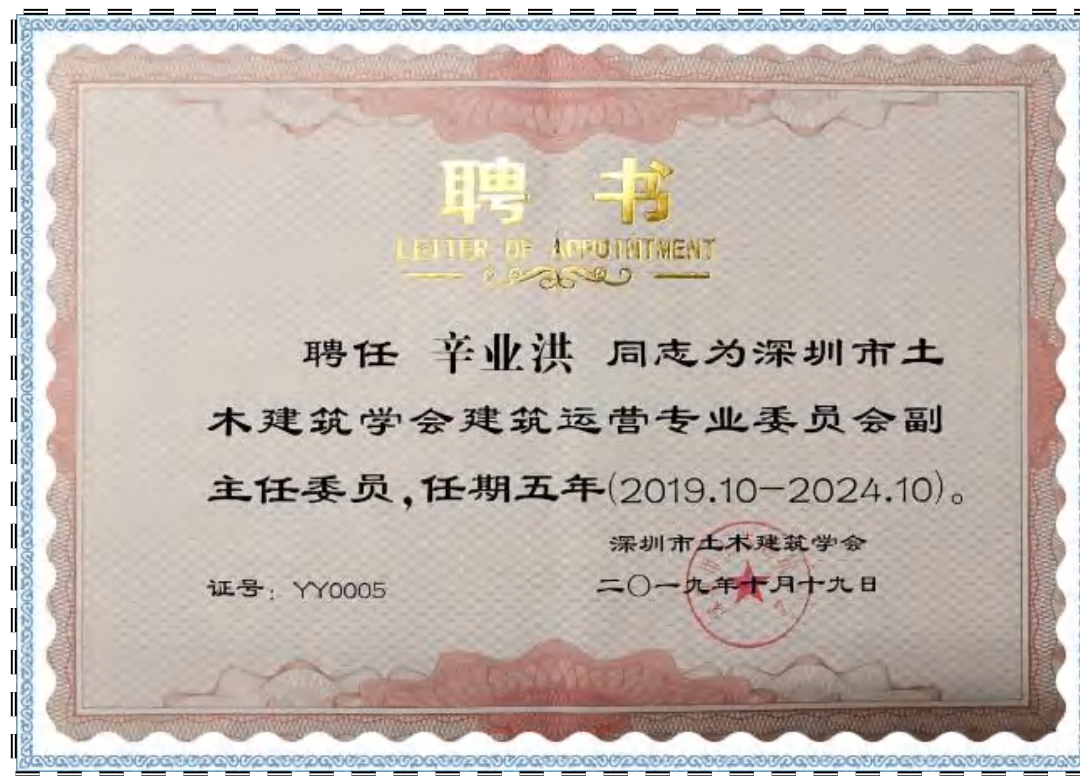 聘 书
LETTER OF APPOINTMENT
聘任 辛业洪 同志为深圳市土
木建筑学会建筑运营专业委员会副
主任委员,任期五年(2019.10-2024.10)。
深圳市土木建筑学会
证号: YY0005
二〇一九年十月十九日